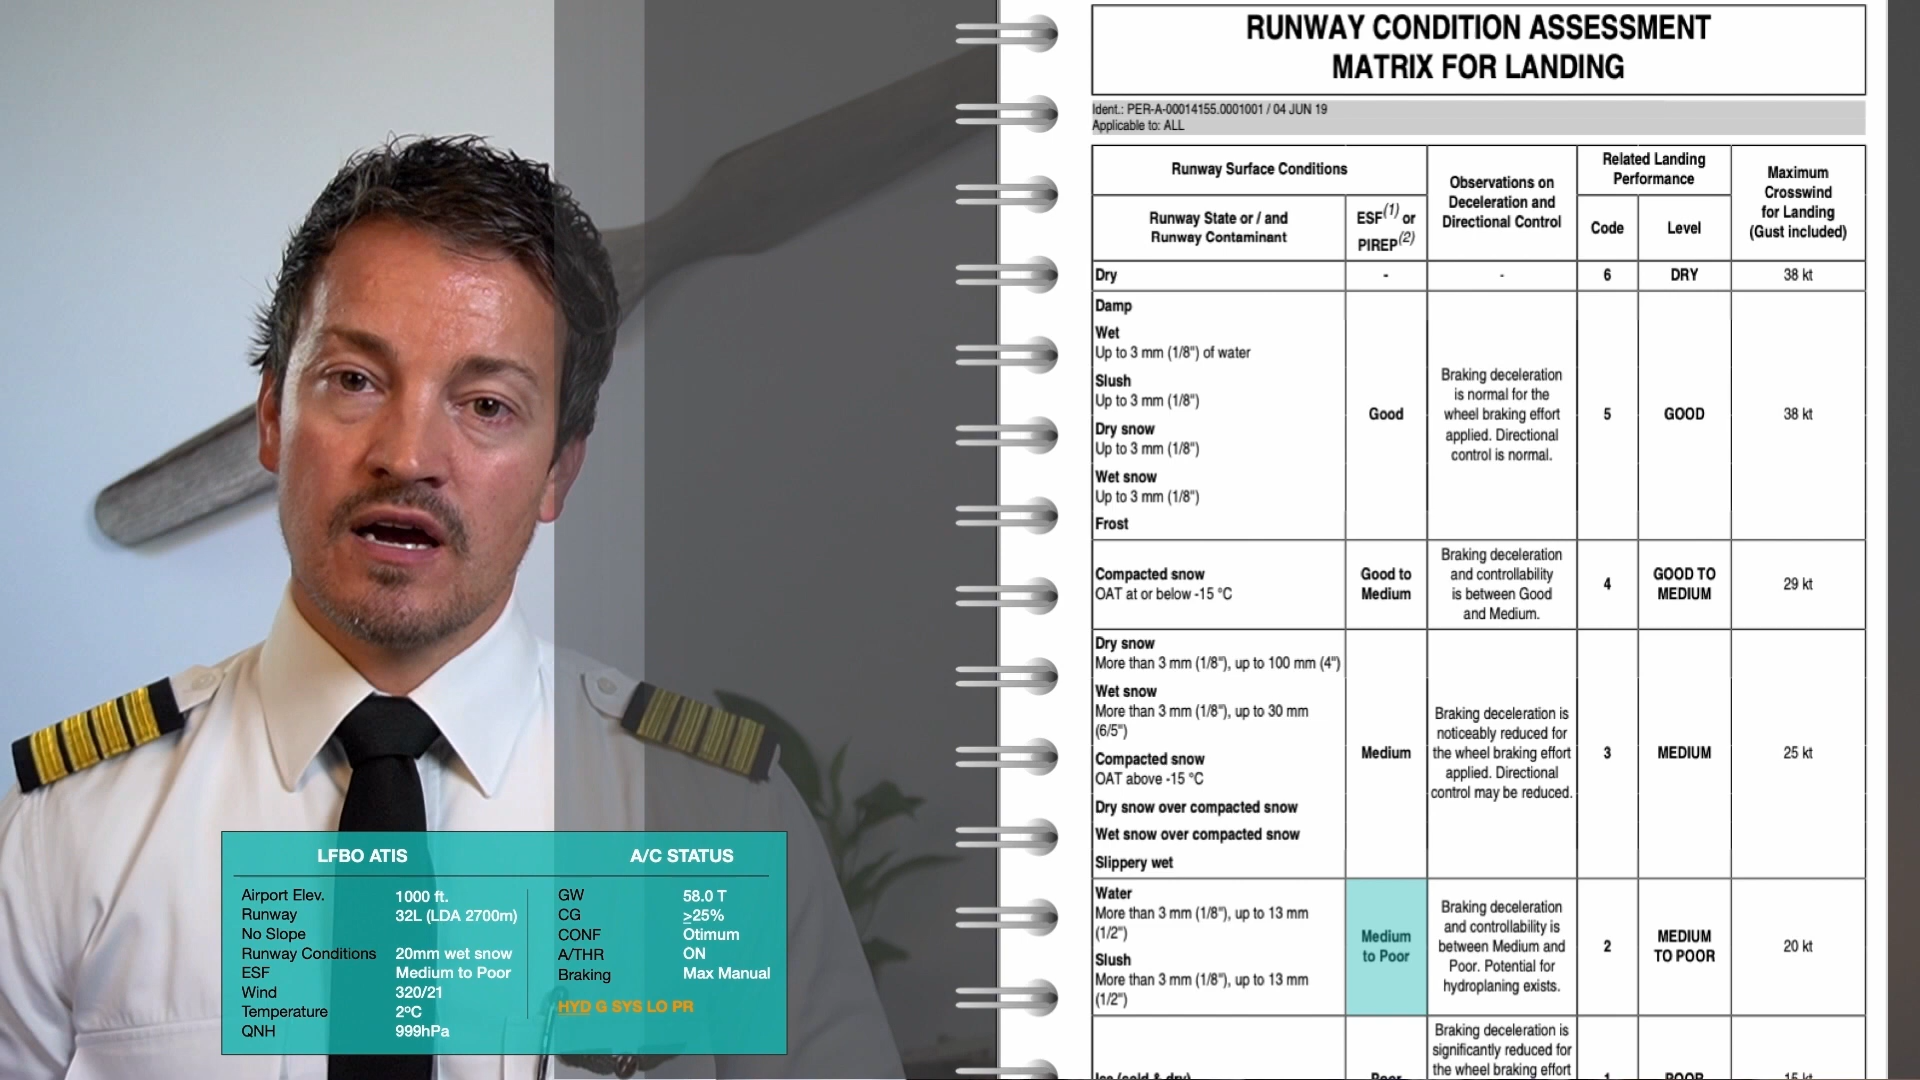 RUNWAY CONDITION ASSESSMENT
MATRIX FOR LANDING
Ident.: PER-A-00014155.0001001 / 04 JUN 19
Applicable to: ALL
Runway Surface Conditions
Runway State or / and
Runway Contaminant
ESF(1) or
PIREP(2)
Observations on
Deceleration and
Directional Control
Related Landing
Performance
Code
Level
Maximum
Crosswind
for Landing
(Gust included)
Dry
-
-
6
DRY
38 kt
Damp
Wet
Up to 3 mm (1/8") of water
Slush
Up to 3 mm (1/8")
Dry snow
Up to 3 mm (1/8")
Wet snow
Up to 3 mm (1/8")
Frost
Good
Braking deceleration
is normal for the
wheel braking effort
applied. Directional
control is normal.
5
GOOD
38 kt
Compacted snow
OAT at or below -15 °C
Good to
Medium
Braking deceleration
and controllability
is between Good
and Medium.
4
GOOD TO
MEDIUM
29 kt
Dry snow
More than 3 mm (1/8"), up to 100 mm (4")
Wet snow
More than 3 mm (1/8"), up to 30 mm
(6/5")
Compacted snow
OAT above -15 °C
Dry snow over compacted snow
Wet snow over compacted snow
Slippery wet
Medium
Braking deceleration is
noticeably reduced for
the wheel braking effort
applied. Directional
control may be reduced.
3
MEDIUM
25 kt
Water
More than 3 mm (1/8"), up to 13 mm
(1/2")
Slush
More than 3 mm (1/8"), up to 13 mm
(1/2")
Medium
to Poor
Braking deceleration
and controllability is
between Medium and
Poor. Potential for
hydroplaning exists.
2
MEDIUM
TO POOR
20 kt
Ice (cold & dry)
Poor
Braking deceleration is
significantly reduced for
the wheel braking effort
1
POOR
15 kt
LFBO ATIS
Airport Elev. 1000 ft.
Runway 32L (LDA 2700m)
No Slope
Runway Conditions 20mm wet snow
ESF Medium to Poor
Wind 320/21
Temperature 2ºC
QNH 999hPa
A/C STATUS
GW 58.0 T
CG >25%
CONF Otimum
A/THR ON
Braking Max Manual
HYD G SYS LO PR